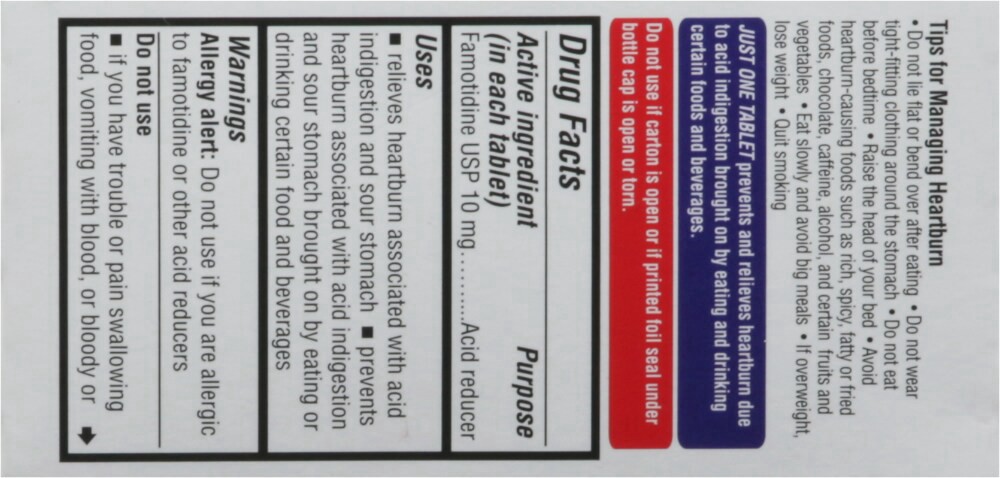 Tips for Managing Heartburn
• Do not lie flat or bend over after eating • Do not wear
tight-fitting clothing around the stomach • Do not eat
before bedtime • Raise the head of your bed • Avoid
heartburn-causing foods such as rich, spicy, fatty or fried
foods, chocolate, caffeine, alcohol, and certain fruits and
vegetables • Eat slowly and avoid big meals • If overweight,
lose weight • Quit smoking
JUST ONE TABLET prevents and relieves heartburn due
to acid indigestion brought on by eating and drinking
certain foods and beverages.
Do not use if carton is open or if printed foil seal under
bottle cap is open or torn.
Drug Facts
Active ingredient Purpose
(in each tablet)
Famotidine USP 10 mg.........Acid reducer
Uses
■ relieves heartburn associated with acid
indigestion and sour stomach ■ prevents
heartburn associated with acid indigestion
and sour stomach brought on by eating or
drinking certain food and beverages
Warnings
Allergy alert: Do not use if you are allergic
to famotidine or other acid reducers
Do not use
■ if you have trouble or pain swallowing
food, vomiting with blood, or bloody or